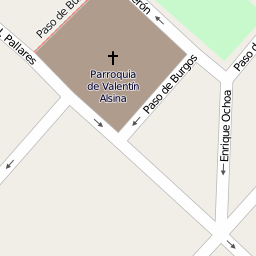 Paso de Bu
erón
L. Pallares
Parroquia
de Valentín
Alsina
Paso de Burgos
Paso de
Enrique Ochoa